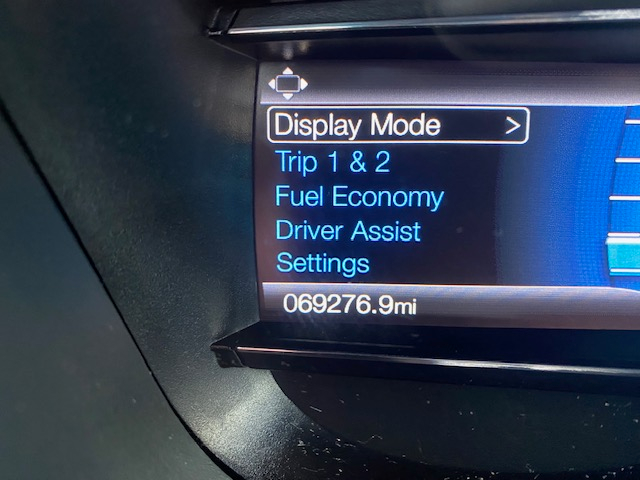 Display Mode >
Trip 1 & 2
Fuel Economy
Driver Assist
Settings
069276.9mi